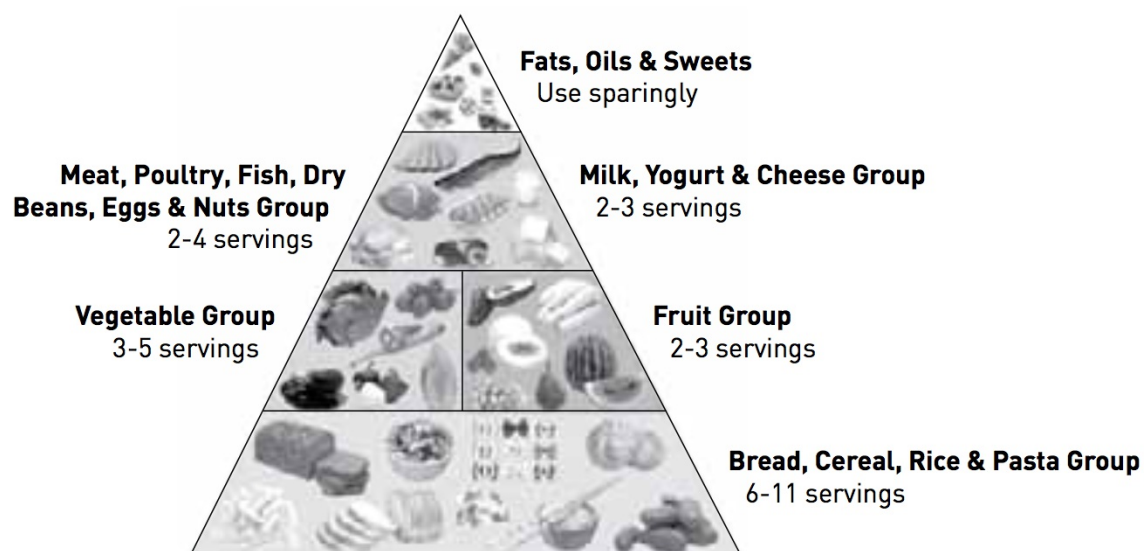 Fats, Oils & Sweets
Use sparingly
Meat, Poultry, Fish, Dry
Beans, Eggs & Nuts Group
2-4 servings
Milk, Yogurt & Cheese Group
2-3 servings
Vegetable Group
3-5 servings
Fruit Group
2-3 servings
Bread, Cereal, Rice & Pasta Group
6-11 servings